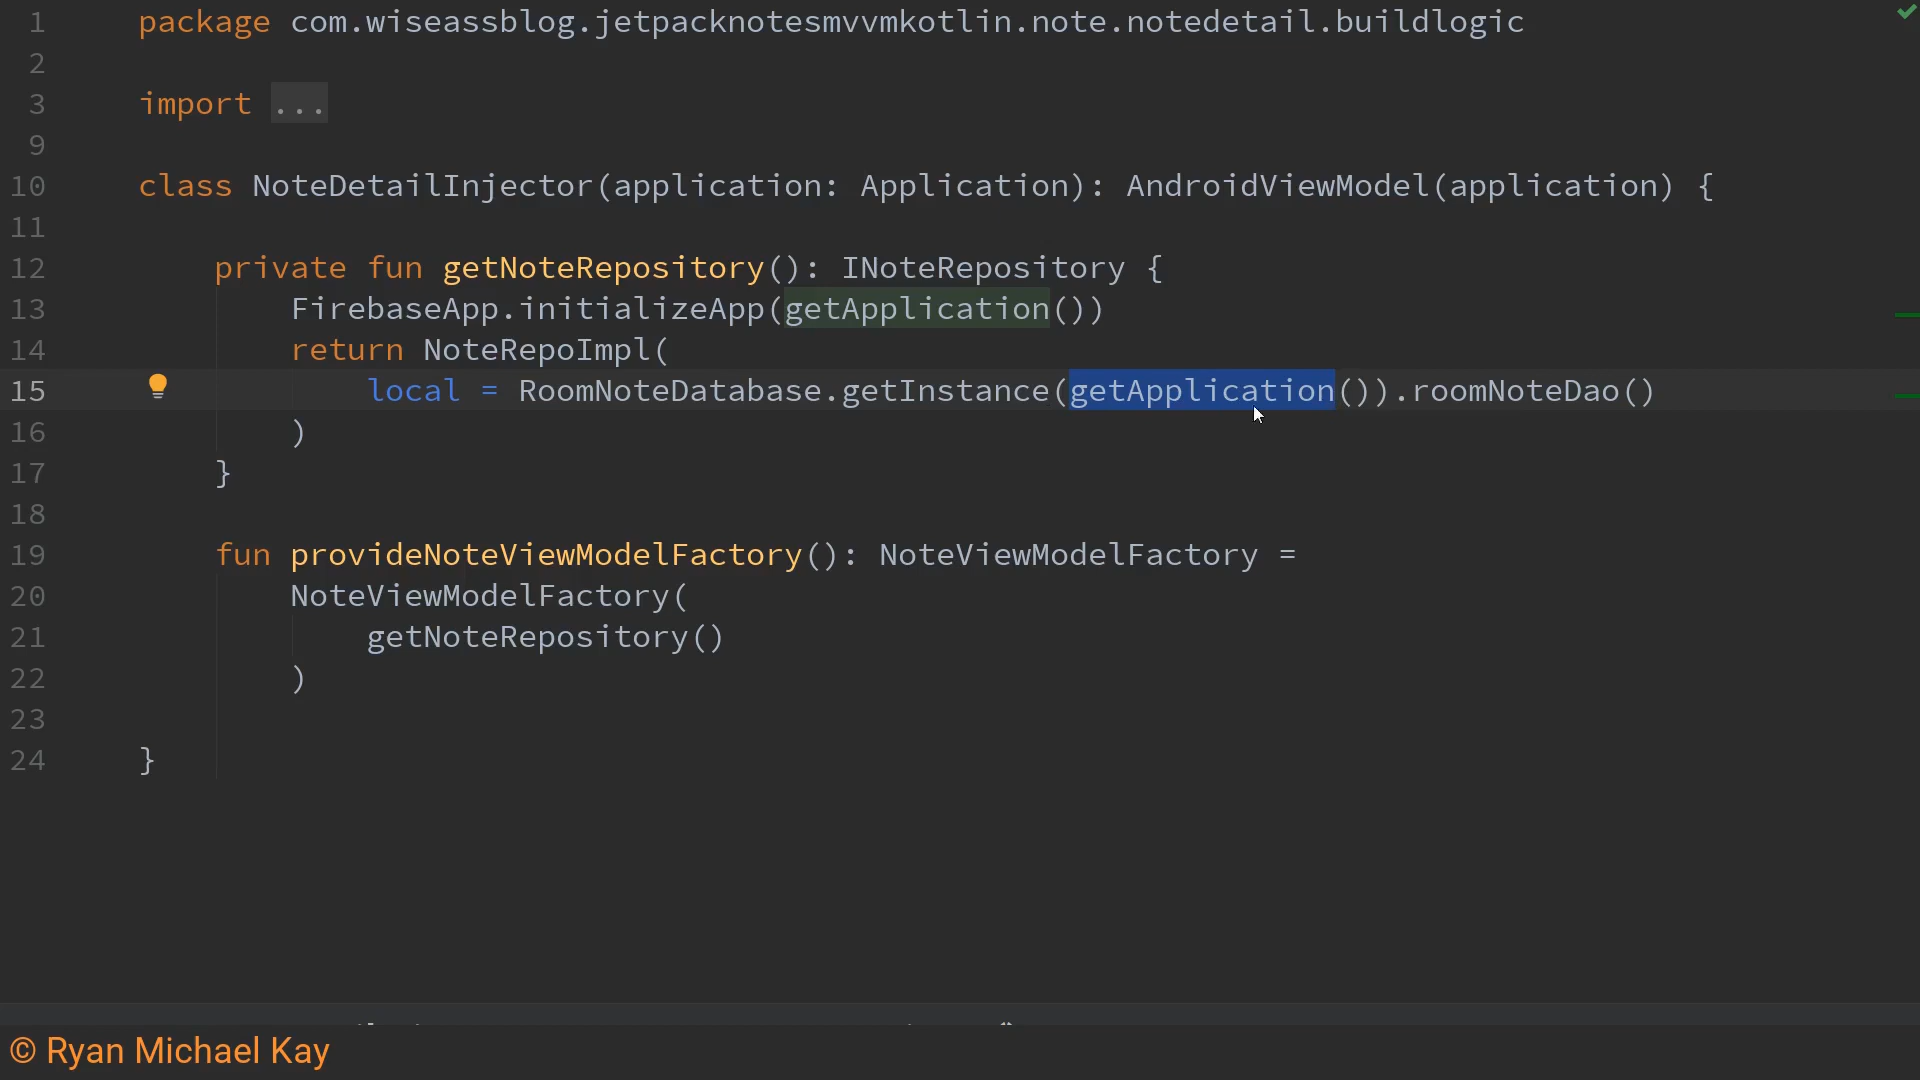 1 package com.wiseassblog.jetpacknotesmvvmkotlin.note.notedetail.buildlogic
2
3 import ...
9
10 class NoteDetailInjector(application: Application): AndroidViewModel(application) {
11
12 private fun getNoteRepository(): INoteRepository {
13 FirebaseApp.initializeApp(getApplication())
14 return NoteRepoImpl(
15 local = RoomNoteDatabase.getInstance(getApplication()).roomNoteDao()
16 )
17 }
18
19 fun provideNoteViewModelFactory(): NoteViewModelFactory =
20 NoteViewModelFactory(
21 getNoteRepository()
22 )
23
24 }
© Ryan Michael Kay